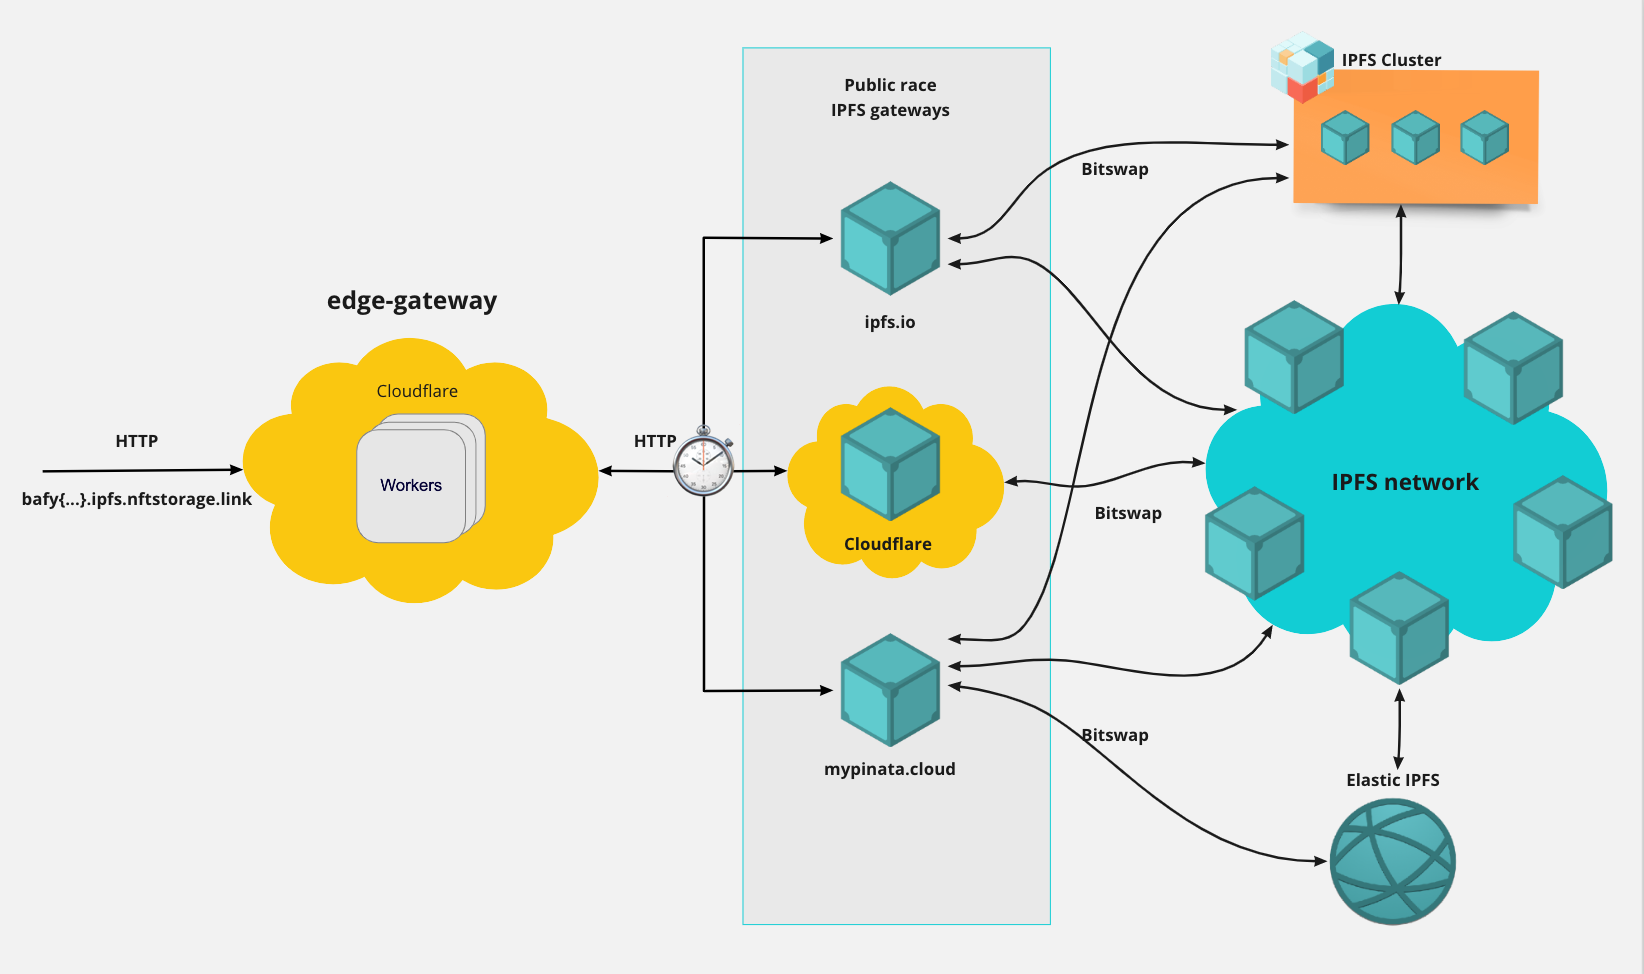 Public race
IPFS gateways
IPFS Cluster
Bitswap
edge-gateway
ipfs.io
Cloudflare
HTTP
HTTP
Workers
bafy{...}.ipfs.nftstorage.link
IPFS network
Bitswap
Cloudflare
Bitswap
mypinata.cloud
Elastic IPFS